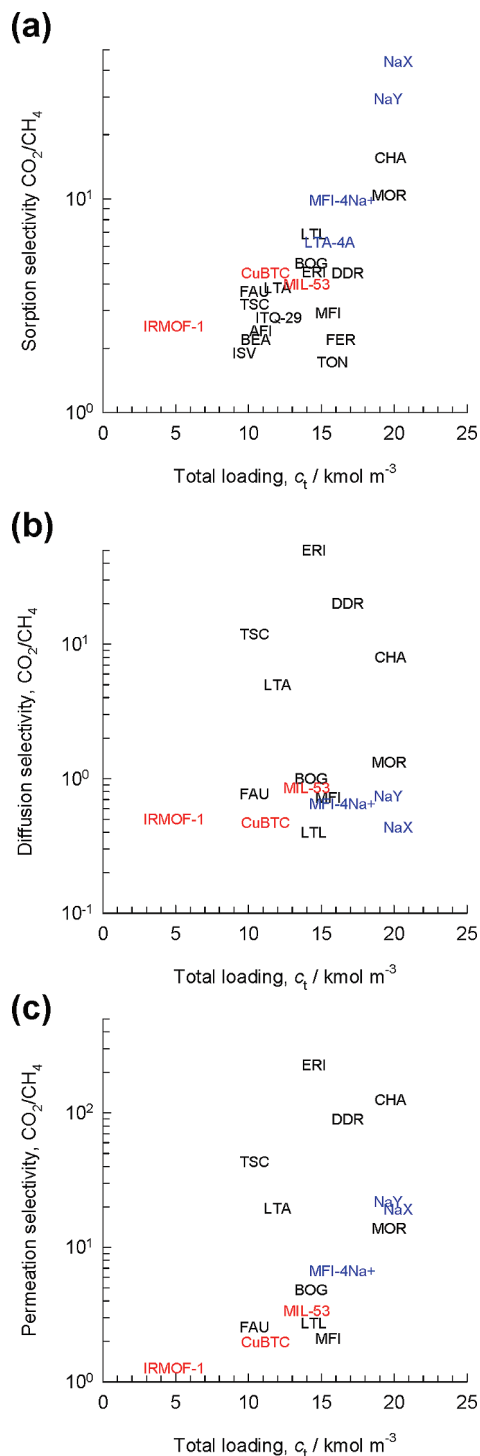 (a)
Sorption selectivity CO₂/CH₄
10¹
10⁰
NaX
NaY
CHA
MOR
MFI-4Na+
LTL
LTA-4A
BOG
ERI DDR
CuBTC
MIL-53
LTA
FAU
TSC
ITQ-29
MFI
AFI
BEA
FER
ISV
TON
IRMOF-1
0 5 10 15 20 25
Total loading, cₜ / kmol m⁻³
(b)
Diffusion selectivity, CO₂/CH₄
10¹
10⁰
10⁻¹
ERI
DDR
TSC
CHA
LTA
MOR
BOG
MIL-53
FAU
MFI
NaY
MFI-4Na+
IRMOF-1
CuBTC
NaX
LTL
0 5 10 15 20 25
Total loading, cₜ / kmol m⁻³
(c)
Permeation selectivity, CO₂/CH₄
10²
10¹
10⁰
ERI
CHA
DDR
TSC
LTA
NaY
NaX
MOR
MFI-4Na+
BOG
MIL-53
FAU
LTL
CuBTC
MFI
IRMOF-1
0 5 10 15 20 25
Total loading, cₜ / kmol m⁻³